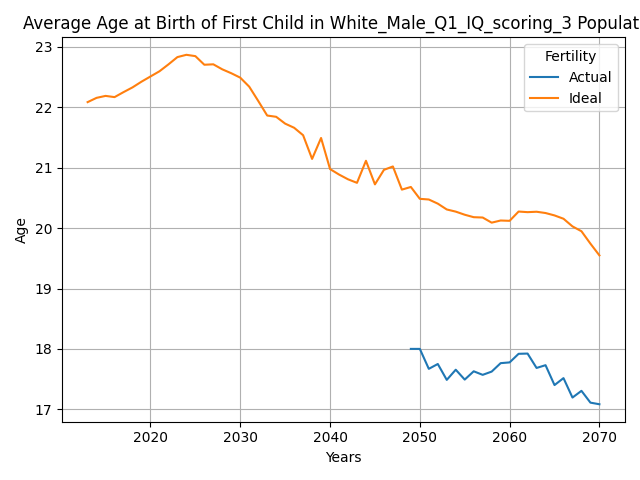 Average Age at Birth of First Child in White_Male_Q1_IQ_scoring_3 Populat
23
22
21
20
19
18
17
Age
Fertility
Actual
Ideal
2020 2030 2040 2050 2060 2070
Years